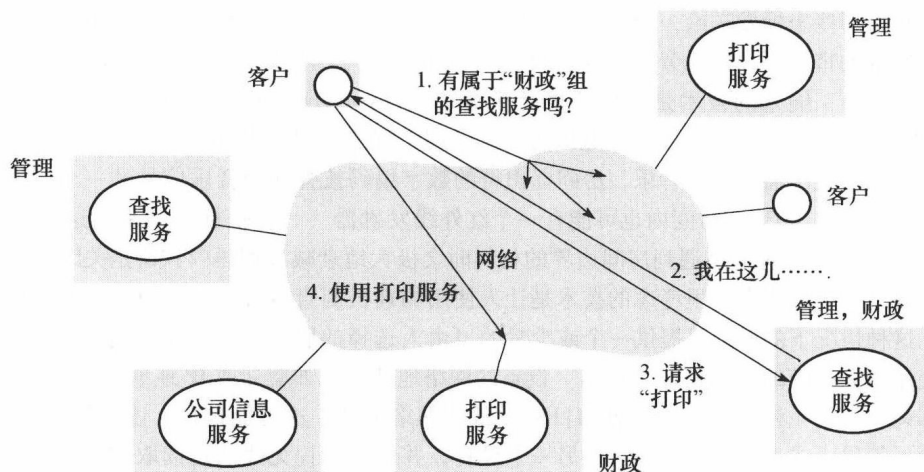 管理
打印
服务
客户
1. 有属于“财政”组
的查找服务吗?
管理
查找
服务
客户
网络
2. 我在这儿…….
4. 使用打印服务
管理，财政
3. 请求
“打印”
查找
服务
公司信息
服务
打印
服务
财政